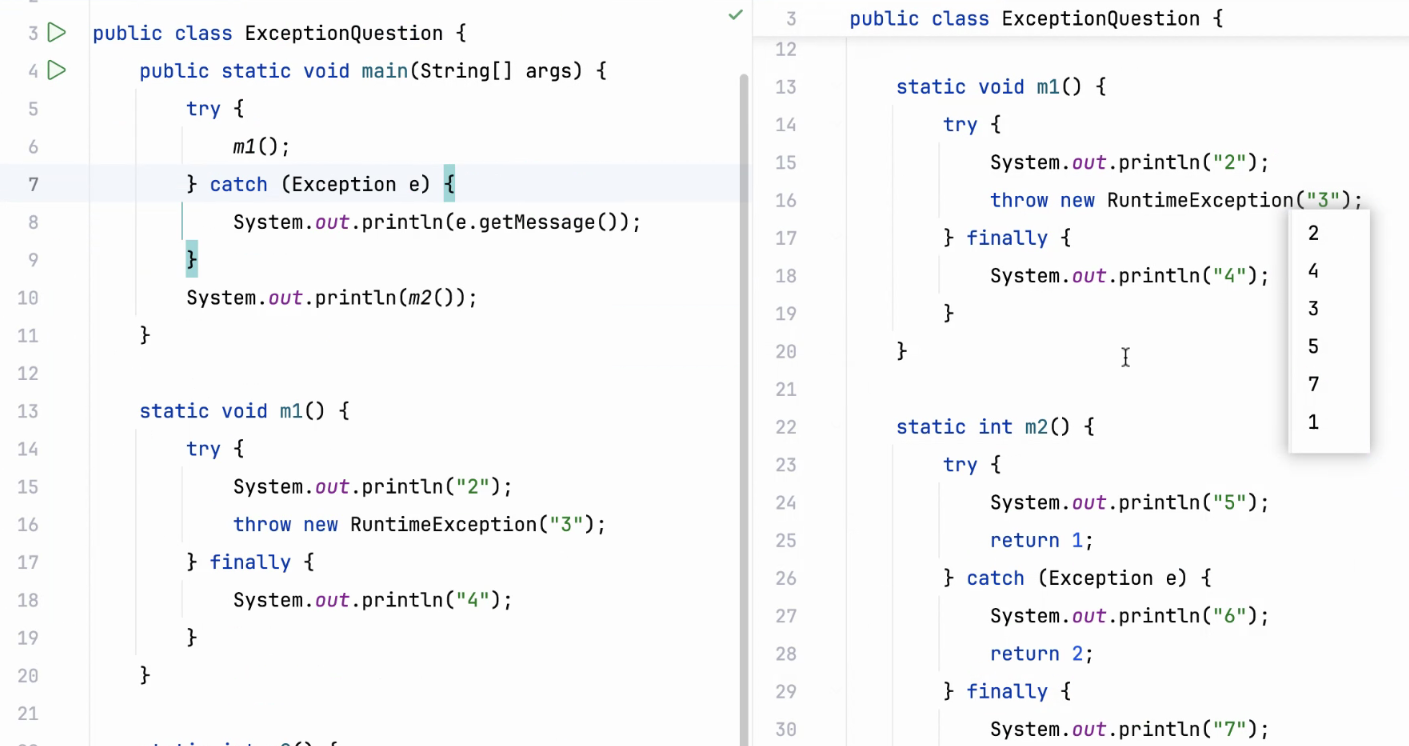 3 public class ExceptionQuestion {
4 public static void main(String[] args) {
5 try {
6 m1();
7 } catch (Exception e) {
8 System.out.println(e.getMessage());
9 }
10 System.out.println(m2());
11 }
12
13 static void m1() {
14 try {
15 System.out.println("2");
16 throw new RuntimeException("3");
17 } finally {
18 System.out.println("4");
19 }
20 }
21
3 public class ExceptionQuestion {
12
13 static void m1() {
14 try {
15 System.out.println("2");
16 throw new RuntimeException("3");
17 } finally {
18 System.out.println("4");
19 }
20 }
21
22 static int m2() {
23 try {
24 System.out.println("5");
25 return 1;
26 } catch (Exception e) {
27 System.out.println("6");
28 return 2;
29 } finally {
30 System.out.println("7");
2
4
3
5
7
1